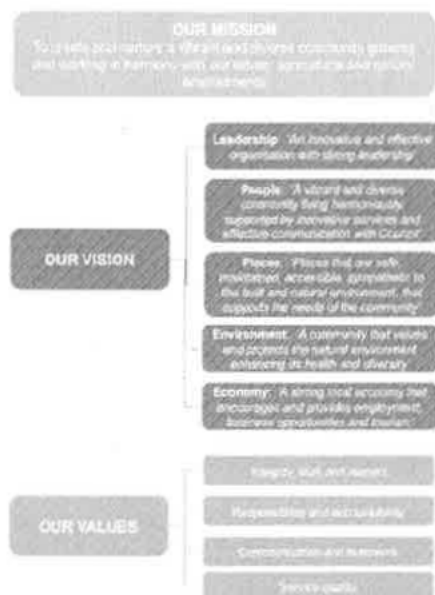 OUR MISSION
To create and nurture a vibrant and diverse community growing
and working in harmony with our urban, agricultural and natural
environments
Leadership: "An innovative and effective
organisation with strong leadership"
People: "A vibrant and diverse
community living harmoniously,
supported by innovative services and
effective communication with Council"
OUR VISION
Places: "Places that are safe,
maintained, accessible, sympathetic to
the built and natural environment, that
supports the needs of the community"
Environment: "A community that values
and protects the natural environment
enhancing its health and diversity"
Economy: "A strong local economy that
encourages and provides employment,
business opportunities and tourism"
Integrity, trust and respect
Responsibility and accountability
OUR VALUES
Communication and
Service quality